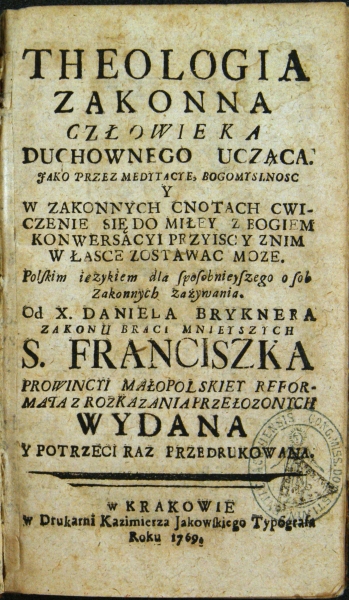 THEOLOGIA
ZAKONNA
CZŁOWIEKA
DUCHOWNEGO UCZĄCA.
JAKO PRZEZ MEDYTACYE, BOGOMYSLNOSC
Y
W ZAKONNYCH CNOTACH CWI-
CZENIE SIĘ DO MIŁEY Z BOGIEM
KONWERSACYI PRZYISC Y ZNIM
W ŁASCE ZOSTAWAC MOZE.
Polskim ięzykiem dla sposobnieyszego osob
Zakonnych zażywania.
Od X. DANIELA BRYKNERA
ZAKONU BRACI MNIEYSZYCH
S. FRANCISZKA
PROWINCYI MAŁOPOLSKIEY REFOR-
MATA Z ROZKAZANIA PRZEŁOZONYCH
WYDANA
Y POTRZECI RAZ PRZEDRUKOWANA.
W KRAKOWIE
w Drukarni Kazimierza Jakowskiego Typografa
Roku 1769.